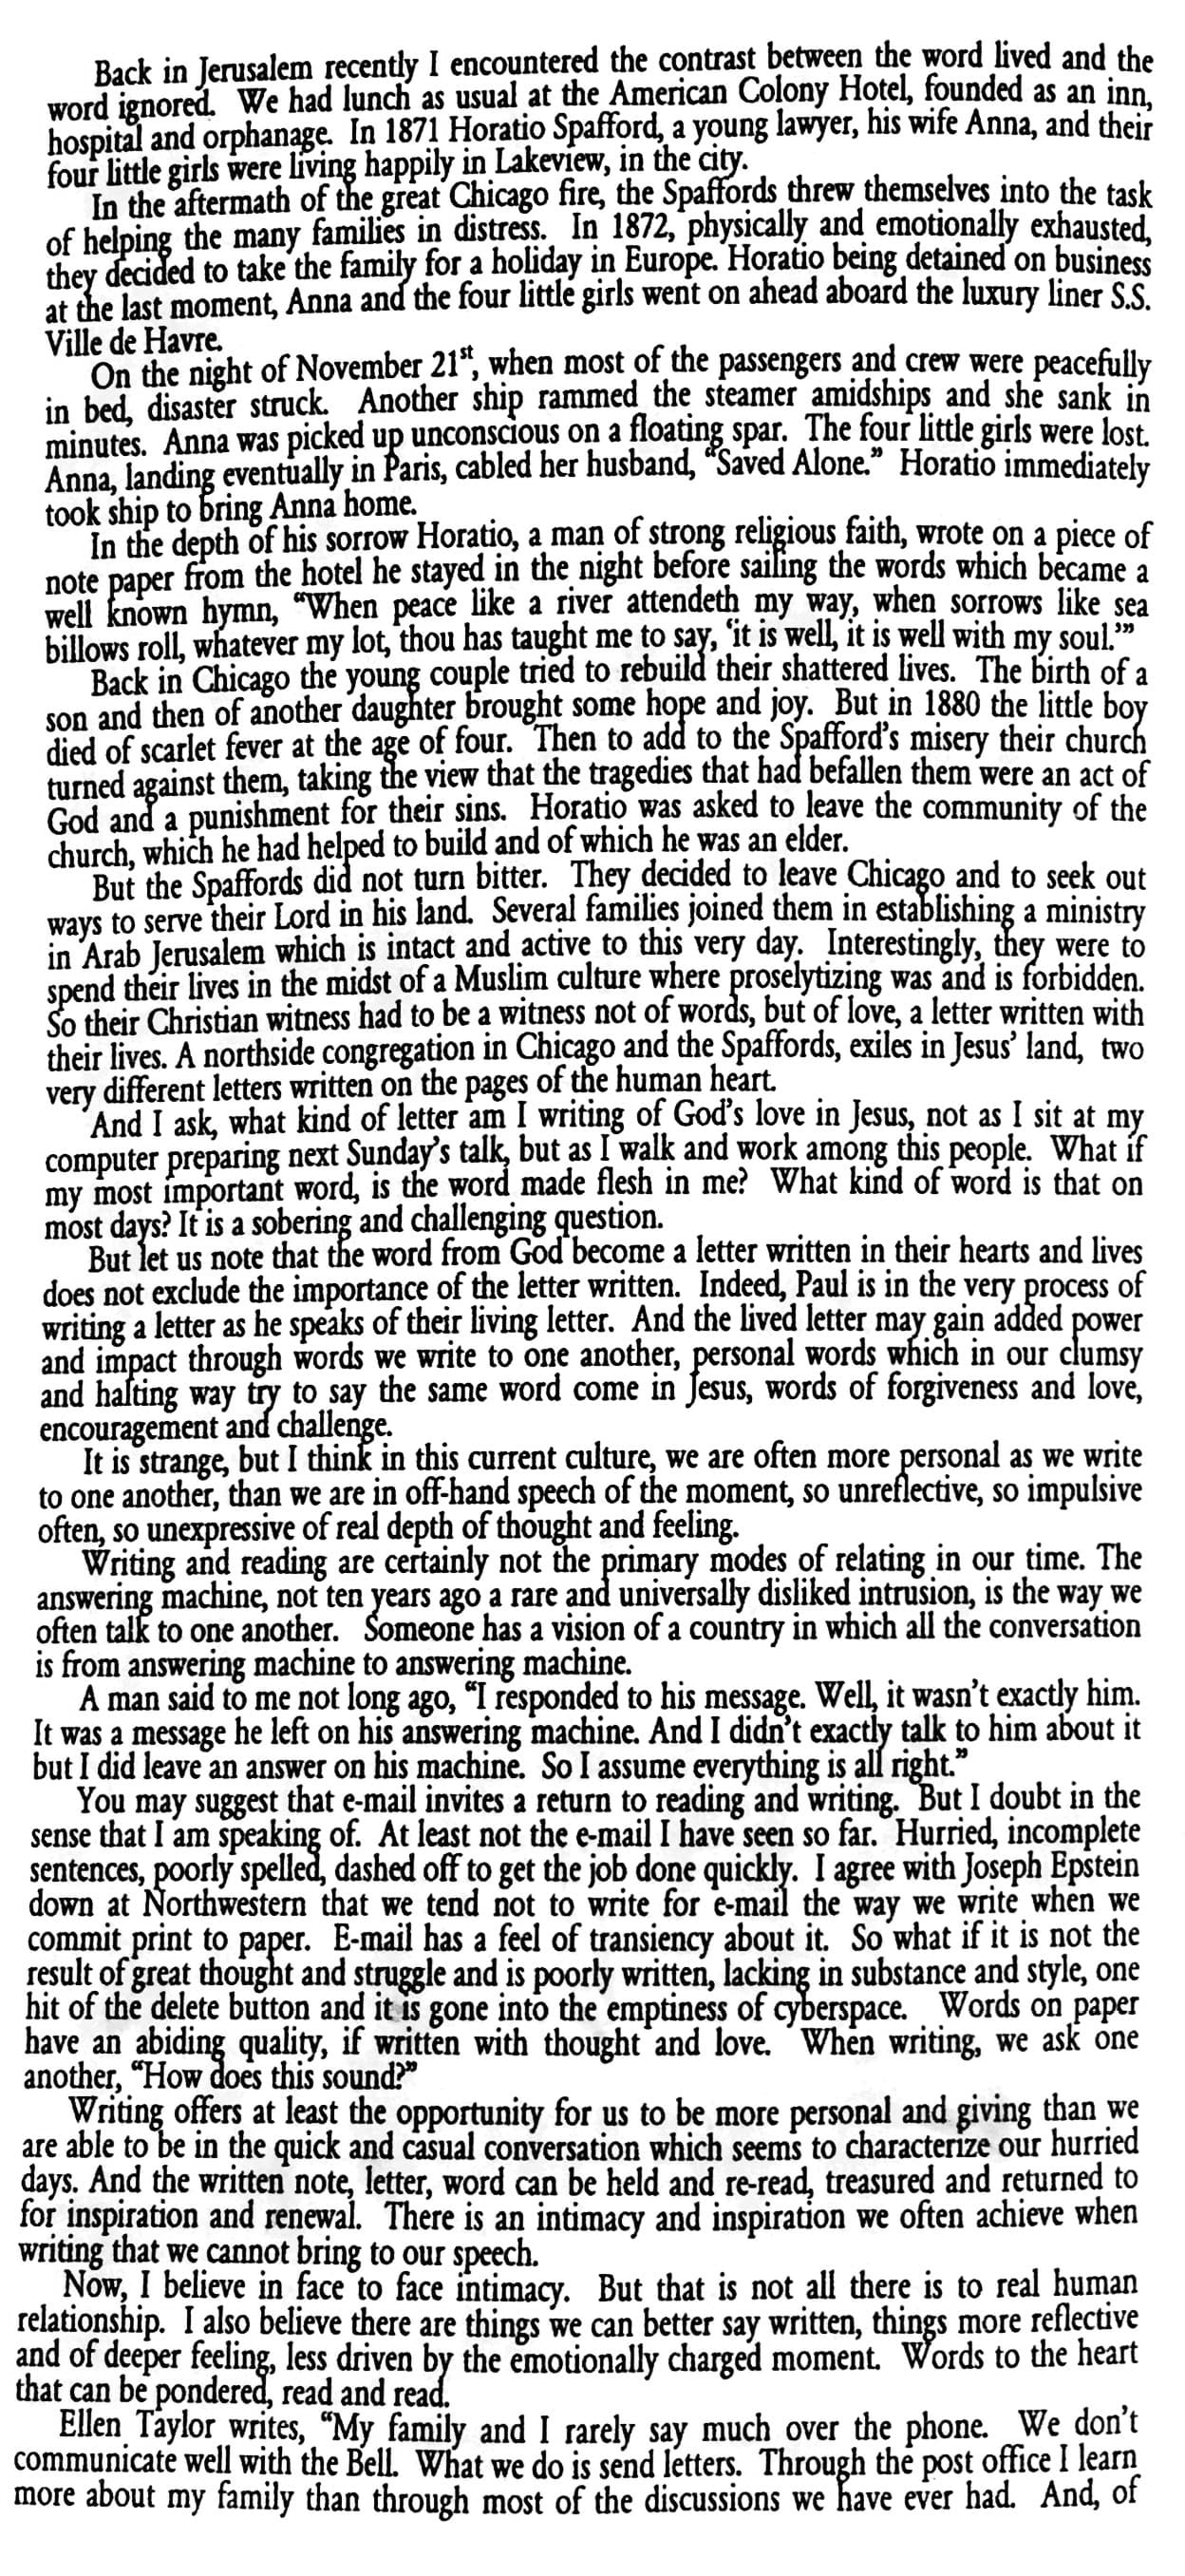 Back in Jerusalem recently I encountered the contrast between the word lived and the
word ignored. We had lunch as usual at the American Colony Hotel, founded as an inn,
hospital and orphanage. In 1871 Horatio Spafford, a young lawyer, his wife Anna, and their
four little girls were living happily in Lakeview, in the city.
In the aftermath of the great Chicago fire, the Spaffords threw themselves into the task
of helping the many families in distress. In 1872, physically and emotionally exhausted,
they decided to take the family for a holiday in Europe. Horatio being detained on business
at the last moment, Anna and the four little girls went on ahead aboard the luxury liner S.S.
Ville de Havre.
On the night of November 21st, when most of the passengers and crew were peacefully
in bed, disaster struck. Another ship rammed the steamer amidships and she sank in
minutes. Anna was picked up unconscious on a floating spar. The four little girls were lost.
Anna, landing eventually in Paris, cabled her husband, “Saved Alone.” Horatio immediately
took ship to bring Anna home.
In the depth of his sorrow Horatio, a man of strong religious faith, wrote on a piece of
note paper from the hotel he stayed in the night before sailing the words which became a
well known hymn, “When peace like a river attendeth my way, when sorrows like sea
billows roll, whatever my lot, thou has taught me to say, ‘it is well, it is well with my soul.’”
Back in Chicago the young couple tried to rebuild their shattered lives. The birth of a
son and then of another daughter brought some hope and joy. But in 1880 the little boy
died of scarlet fever at the age of four. Then to add to the Spafford’s misery their church
turned against them, taking the view that the tragedies that had befallen them were an act of
God and a punishment for their sins. Horatio was asked to leave the community of the
church, which he had helped to build and of which he was an elder.
But the Spaffords did not turn bitter. They decided to leave Chicago and to seek out
ways to serve their Lord in his land. Several families joined them in establishing a ministry
in Arab Jerusalem which is intact and active to this very day. Interestingly, they were to
spend their lives in the midst of a Muslim culture where proselytizing was and is forbidden.
So their Christian witness had to be a witness not of words, but of love, a letter written with
their lives. A northside congregation in Chicago and the Spaffords, exiles in Jesus’ land, two
very different letters written on the pages of the human heart.
And I ask, what kind of letter am I writing of God’s love in Jesus, not as I sit at my
computer preparing next Sunday’s talk, but as I walk and work among this people. What if
my most important word, is the word made flesh in me? What kind of word is that on
most days? It is a sobering and challenging question.
But let us note that the word from God become a letter written in their hearts and lives
does not exclude the importance of the letter written. Indeed, Paul is in the very process of
writing a letter as he speaks of their living letter. And the lived letter may gain added power
and impact through words we write to one another, personal words which in our clumsy
and halting way try to say the same word come in Jesus, words of forgiveness and love,
encouragement and challenge.
It is strange, but I think in this current culture, we are often more personal as we write
to one another, than we are in off-hand speech of the moment, so unreflective, so impulsive
often, so unexpressive of real depth of thought and feeling.
Writing and reading are certainly not the primary modes of relating in our time. The
answering machine, not ten years ago a rare and universally disliked intrusion, is the way we
often talk to one another. Someone has a vision of a country in which all the conversation
is from answering machine to answering machine.
A man said to me not long ago, “I responded to his message. Well, it wasn’t exactly him.
It was a message he left on his answering machine. And I didn’t exactly talk to him about it
but I did leave an answer on his machine. So I assume everything is all right.”
You may suggest that e-mail invites a return to reading and writing. But I doubt in the
sense that I am speaking of. At least not the e-mail I have seen so far. Hurried, incomplete
sentences, poorly spelled, dashed off to get the job done quickly. I agree with Joseph Epstein
down at Northwestern that we tend not to write for e-mail the way we write when we
commit print to paper. E-mail has a feel of transiency about it. So what if it is not the
result of great thought and struggle and is poorly written, lacking in substance and style, one
hit of the delete button and it is gone into the emptiness of cyberspace. Words on paper
have an abiding quality, if written with thought and love. When writing, we ask one
another, “How does this sound?”
Writing offers at least the opportunity for us to be more personal and giving than we
are able to be in the quick and casual conversation which seems to characterize our hurried
days. And the written note, letter, word can be held and re-read, treasured and returned to
for inspiration and renewal. There is an intimacy and inspiration we often achieve when
writing that we cannot bring to our speech.
Now, I believe in face to face intimacy. But that is not all there is to real human
relationship. I also believe there are things we can better say written, things more reflective
and of deeper feeling, less driven by the emotionally charged moment. Words to the heart
that can be pondered, read and read.
Ellen Taylor writes, “My family and I rarely say much over the phone. We don’t
communicate well with the Bell. What we do is send letters. Through the post office I learn
more about my family than through most of the discussions we have ever had. And, of